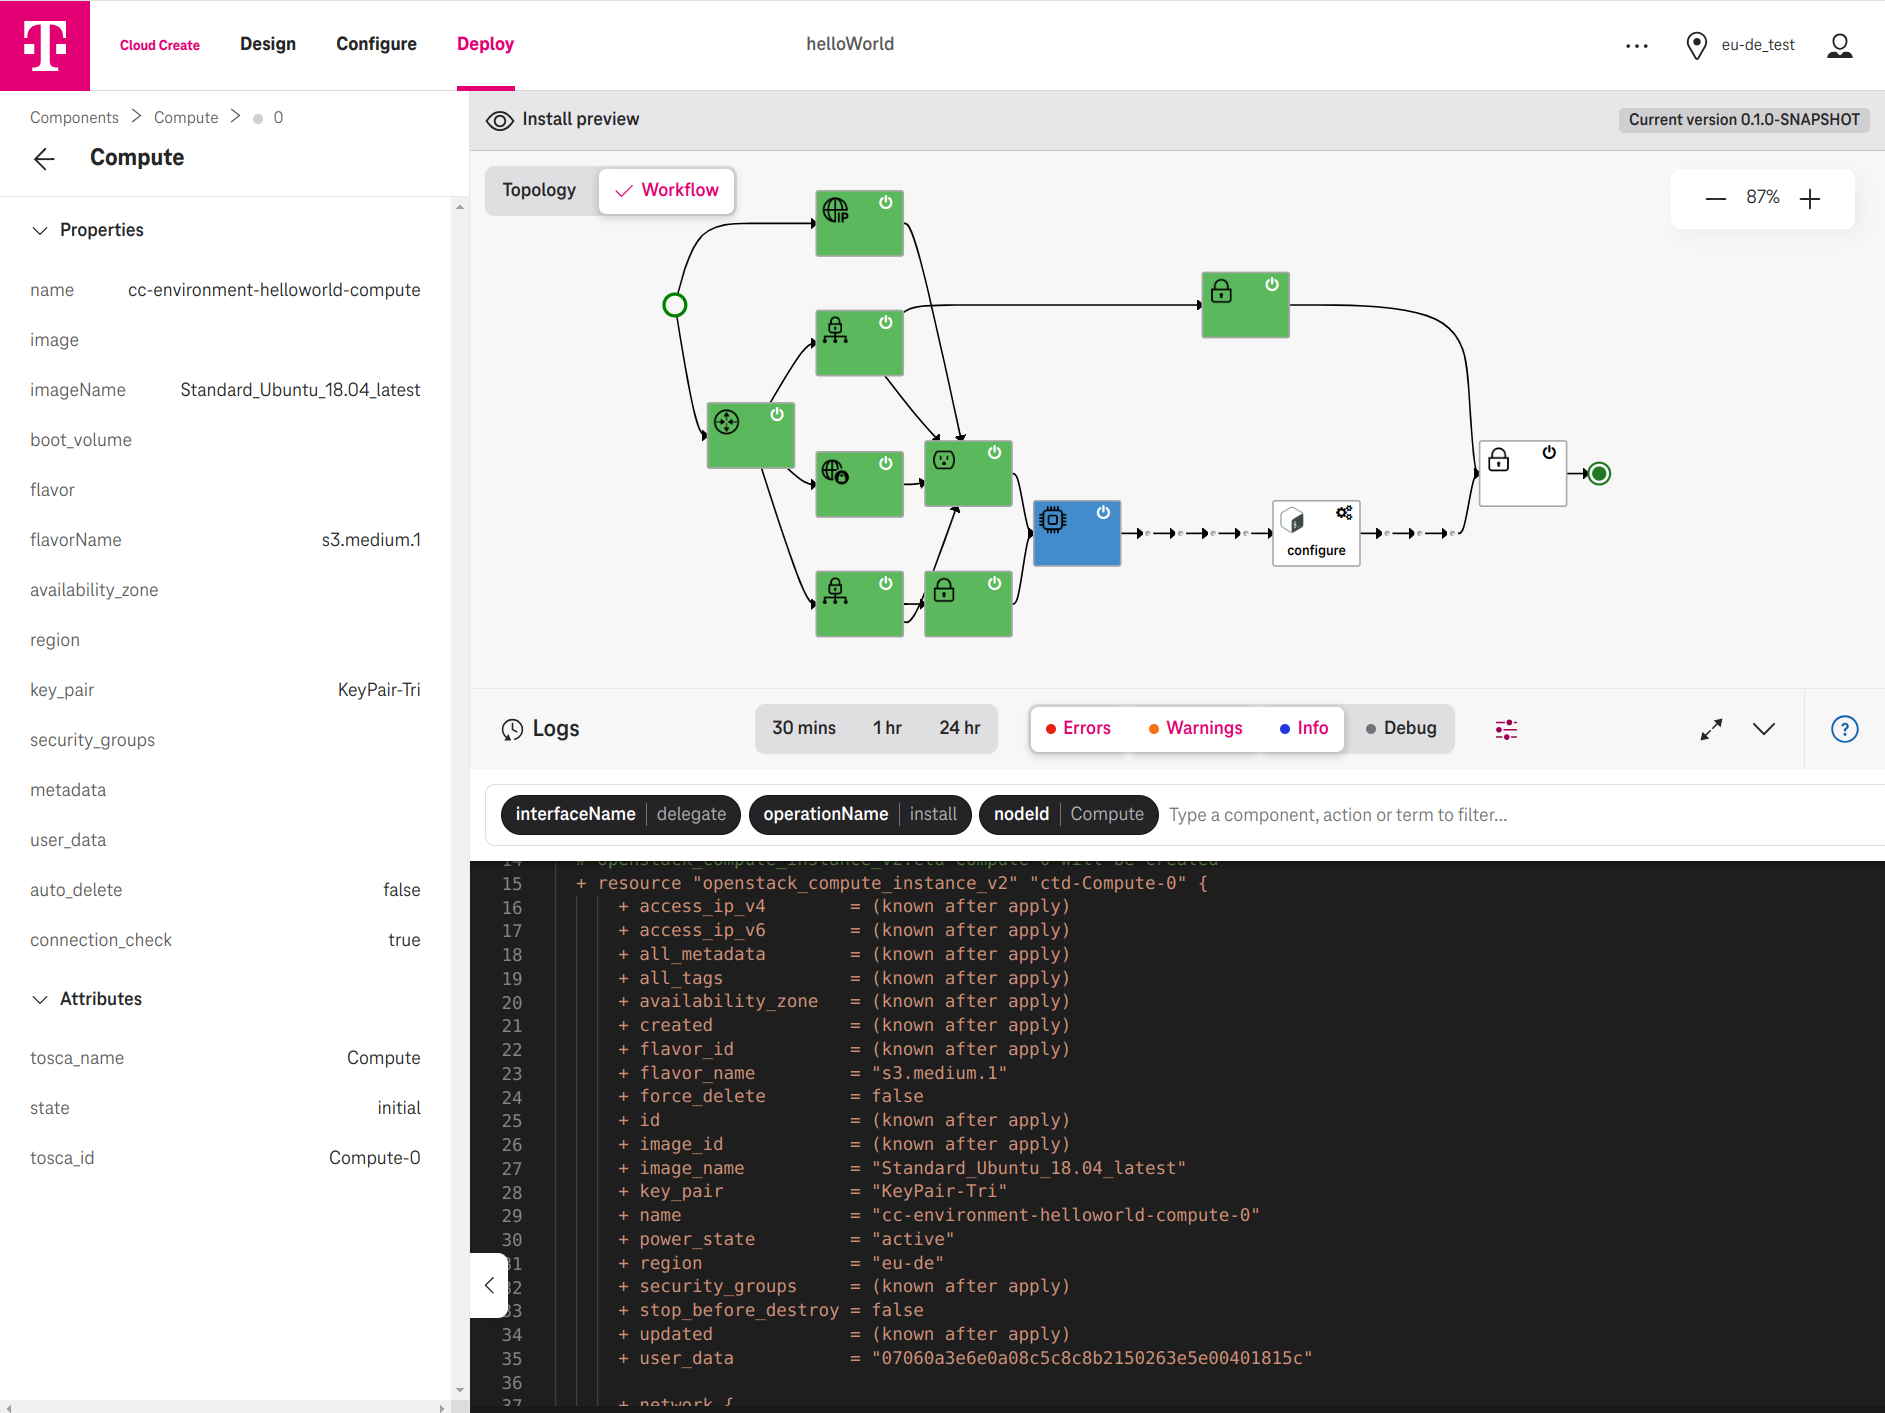 T
Cloud Create
Design
Configure
Deploy
helloWorld
eu-de_test
Components
Compute
0
Compute
Properties
name cc-environment-helloworld-compute
image
imageName Standard_Ubuntu_18.04_latest
boot_volume
flavor
flavorName s3.medium.1
availability_zone
region
key_pair KeyPair-Tri
security_groups
metadata
user_data
auto_delete false
connection_check true
Attributes
tosca_name Compute
state initial
tosca_id Compute-0
Install preview
Current version 0.1.0-SNAPSHOT
Topology
Workflow
87%
IP
configure
Logs
30 mins
1 hr
24 hr
Errors
Warnings
Info
Debug
?
interfaceName delegate
operationName install
nodeId Compute
Type a component, action or term to filter...
15 + resource "openstack_compute_instance_v2" "ctd-Compute-0" {
16 + access_ip_v4 = (known after apply)
17 + access_ip_v6 = (known after apply)
18 + all_metadata = (known after apply)
19 + all_tags = (known after apply)
20 + availability_zone = (known after apply)
21 + created = (known after apply)
22 + flavor_id = (known after apply)
23 + flavor_name = "s3.medium.1"
24 + force_delete = false
25 + id = (known after apply)
26 + image_id = (known after apply)
27 + image_name = "Standard_Ubuntu_18.04_latest"
28 + key_pair = "KeyPair-Tri"
29 + name = "cc-environment-helloworld-compute-0"
30 + power_state = "active"
+ region = "eu-de"
+ security_groups = (known after apply)
+ stop_before_destroy = false
34 + updated = (known after apply)
35 + user_data = "07060a3e6e0a08c5c8c8b2150263e5e00401815c"
36
37 + network {